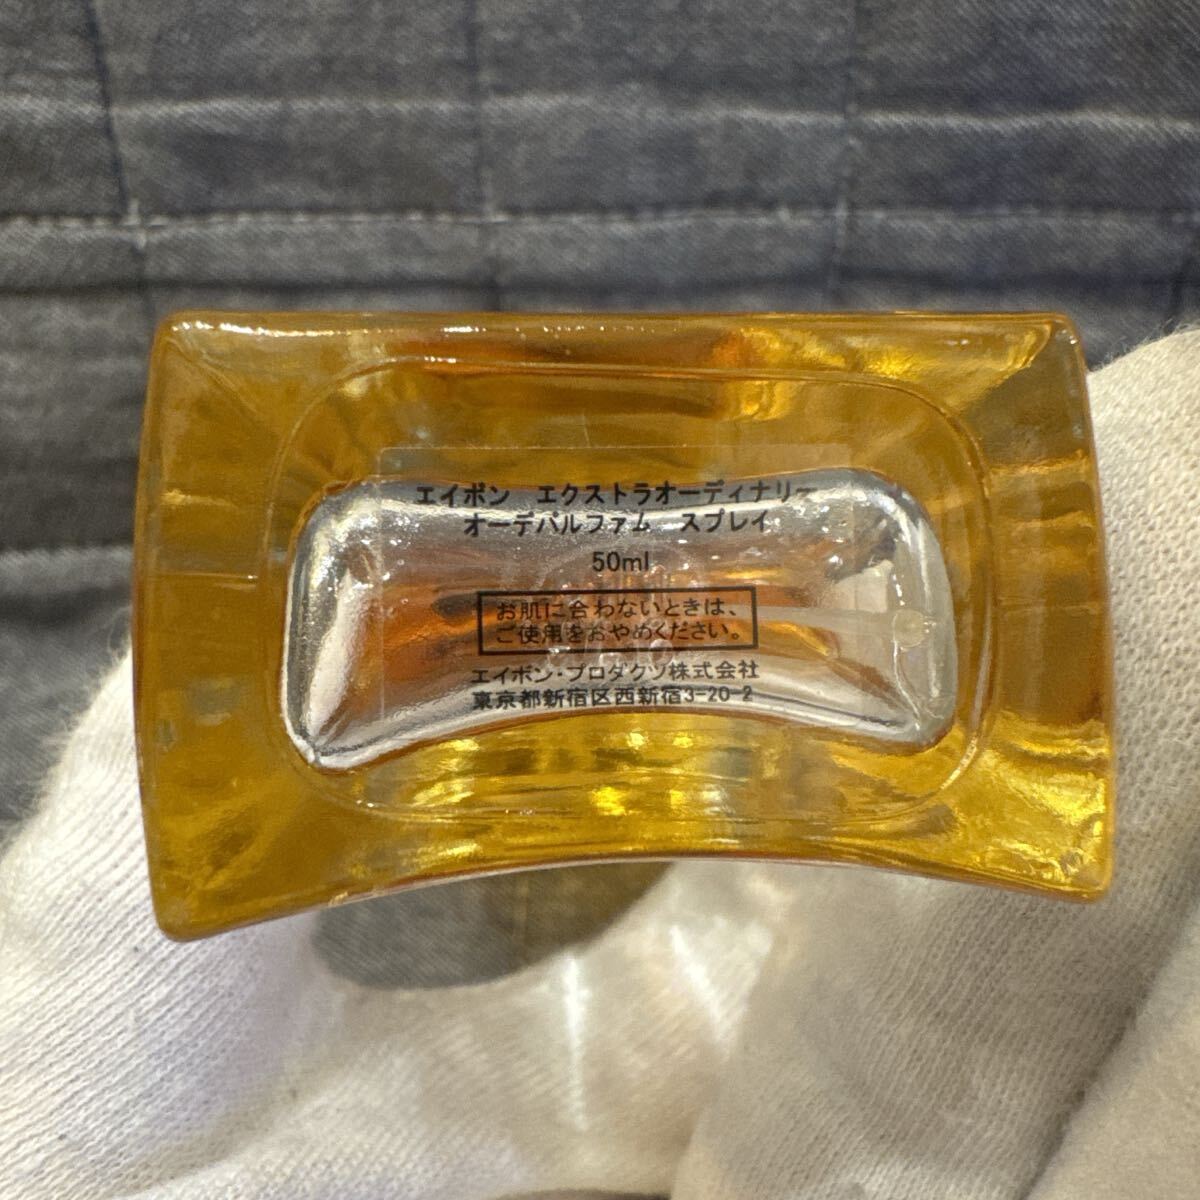 エイボン　エクストラオーディナリー
オーデパルファム　スプレイ
50ml
お肌に合わないときは、
ご使用をおやめください。
エイボン・プロダクツ株式会社
東京都新宿区西新宿3-20-2